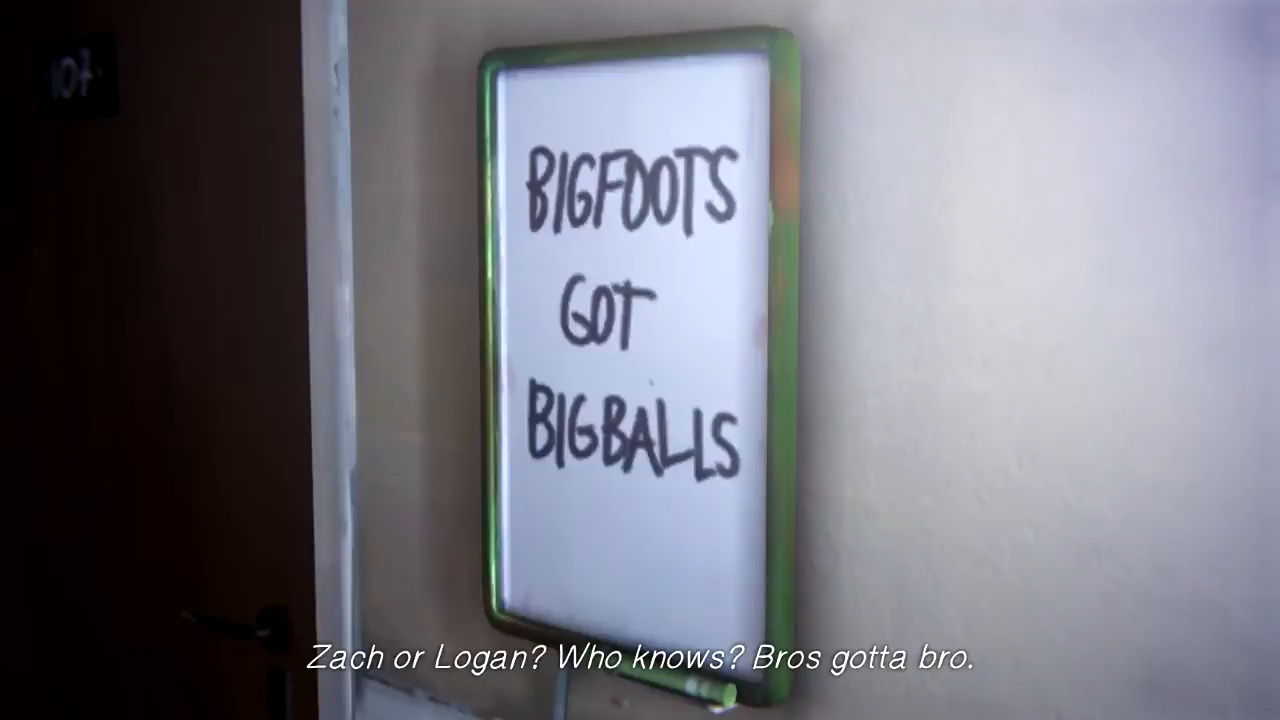 107
BIGFOOTS
GOT
BIGBALLS
Zach or Logan? Who knows? Bros gotta bro.